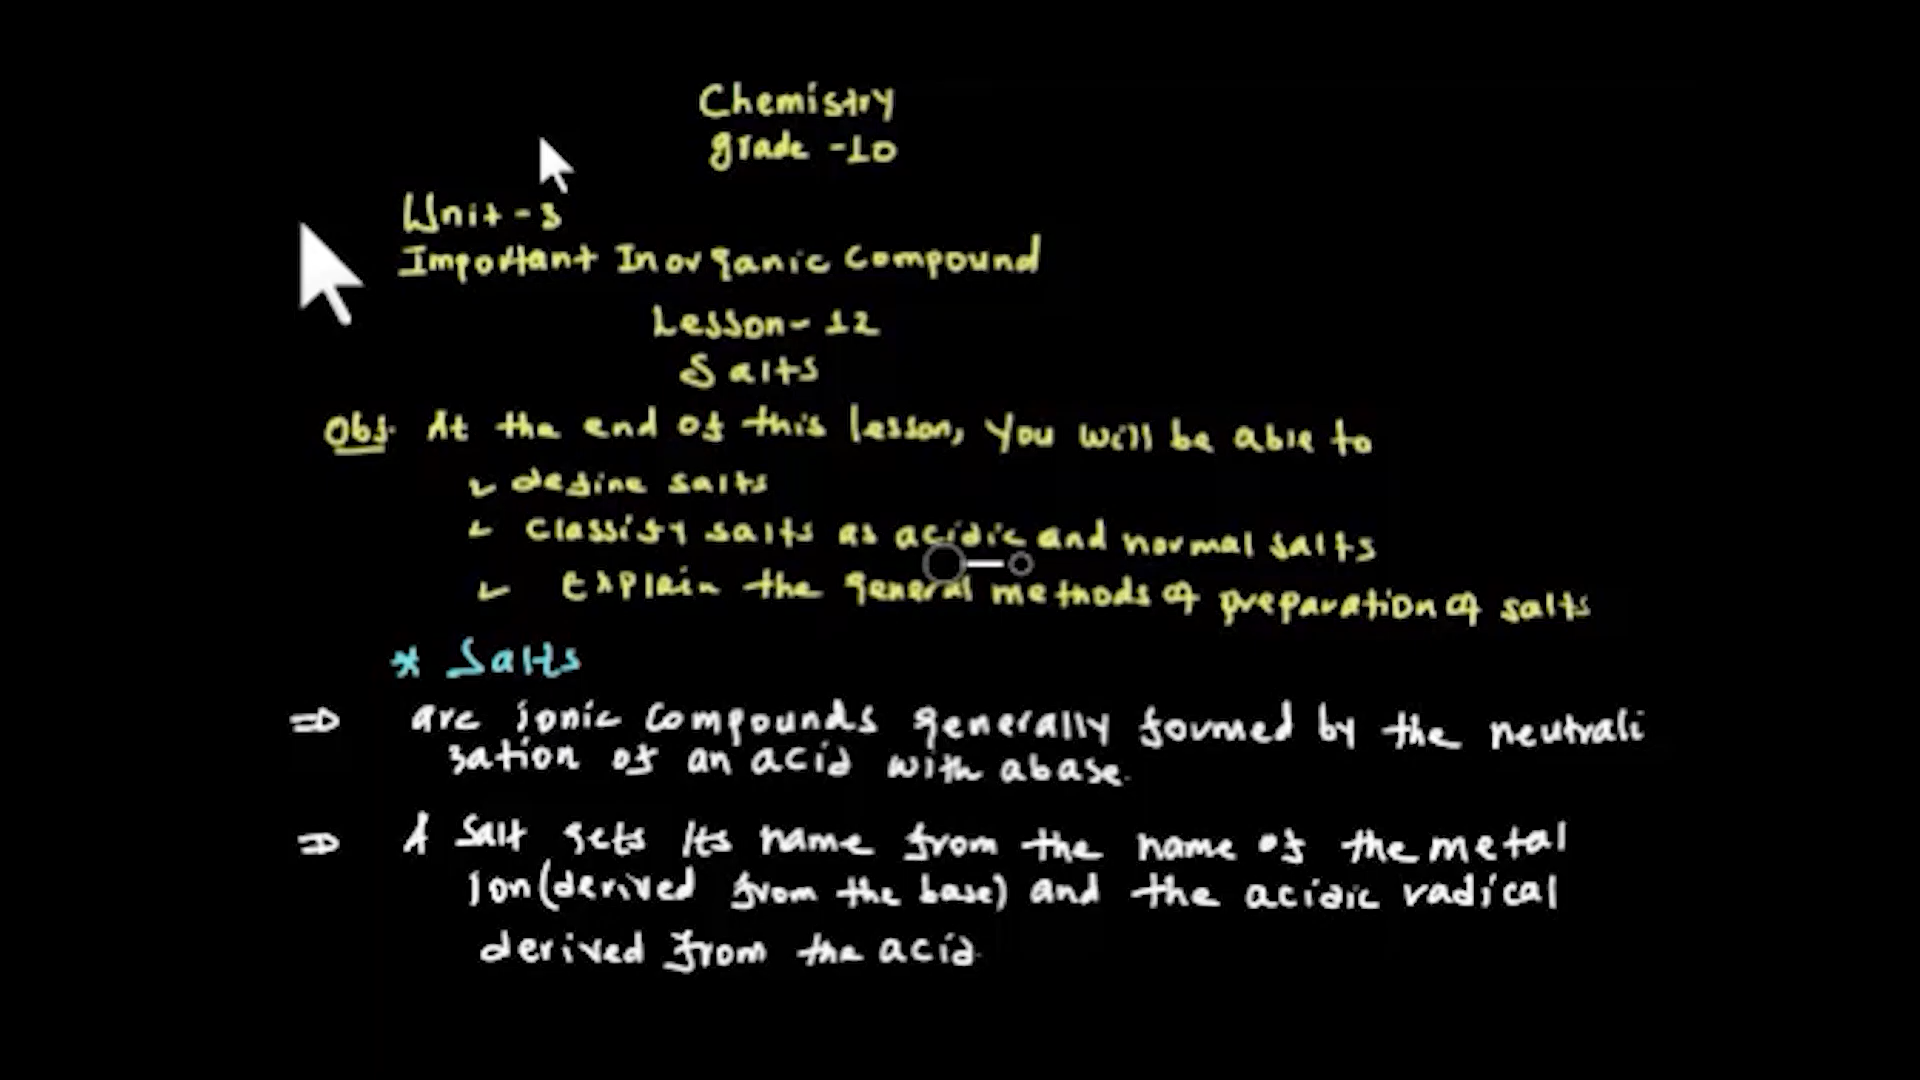 Chemistry
grade -10
Unit-3
Important Inorganic Compound
Lesson-12
Salts
Obj. At the end of this lesson, you will be able to
define salts
classify salts as acidic and normal salts
Explain the general methods of preparation of salts
* Salts
⇒ are ionic compounds generally formed by the neutrali
zation of an acid with a base.
⇒ A salt gets its name from the name of the metal
ion (derived from the base) and the acidic radical
derived from the acid.